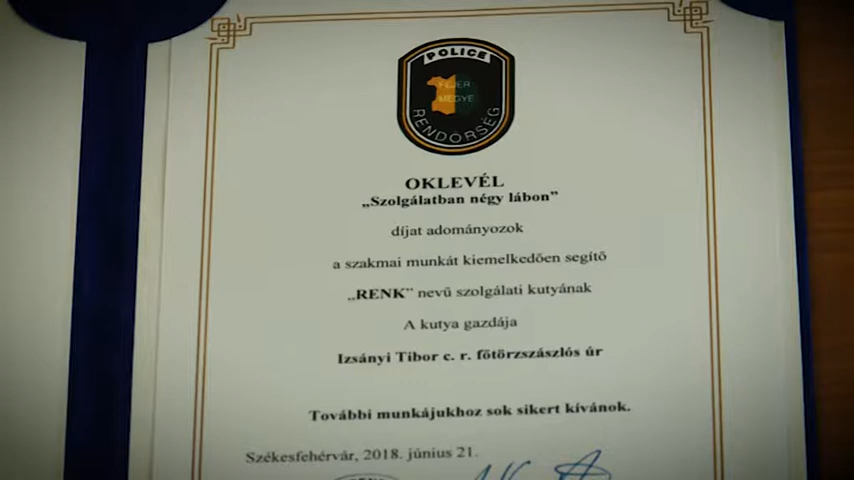 POLICE
FEJÉR
MEGYE
RENDŐRSÉG
OKLEVÉL
„Szolgálatban négy lábon”
díjat adományozok
a szakmai munkát kiemelkedően segítő
„RENK” nevű szolgálati kutyának
A kutya gazdája
Izsányi Tibor c. r. főtörzszászlós úr
További munkájukhoz sok sikert kívánok.
Székesfehérvár, 2018. június 21.